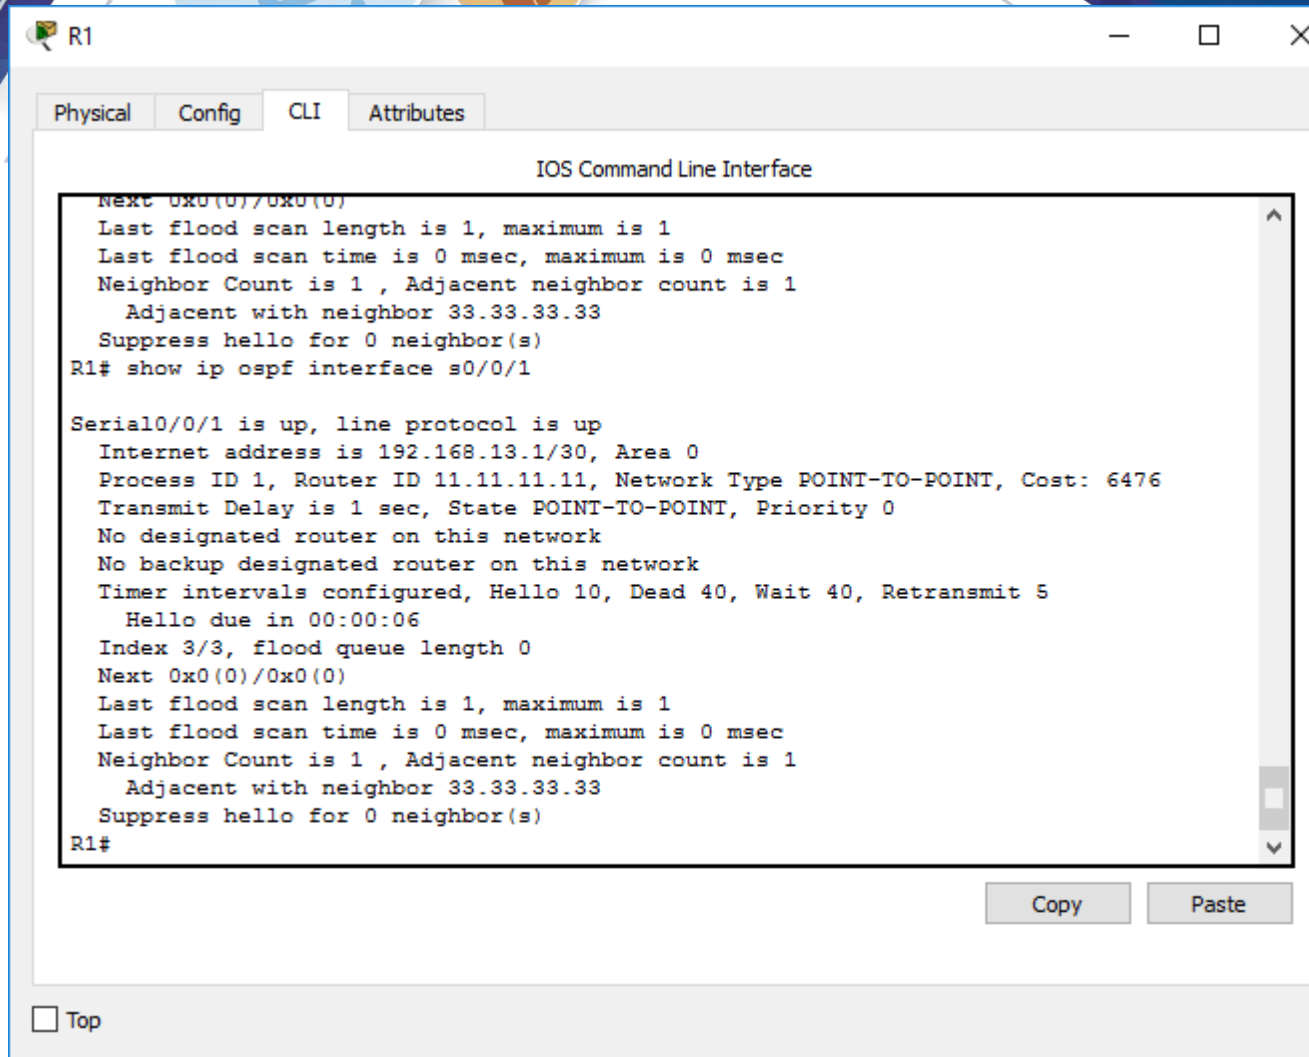 R1
Physical Config CLI Attributes
IOS Command Line Interface
Next 0x0(0)/0x0(0)
Last flood scan length is 1, maximum is 1
Last flood scan time is 0 msec, maximum is 0 msec
Neighbor Count is 1 , Adjacent neighbor count is 1
Adjacent with neighbor 33.33.33.33
Suppress hello for 0 neighbor(s)
R1# show ip ospf interface s0/0/1
Serial0/0/1 is up, line protocol is up
Internet address is 192.168.13.1/30, Area 0
Process ID 1, Router ID 11.11.11.11, Network Type POINT-TO-POINT, Cost: 6476
Transmit Delay is 1 sec, State POINT-TO-POINT, Priority 0
No designated router on this network
No backup designated router on this network
Timer intervals configured, Hello 10, Dead 40, Wait 40, Retransmit 5
Hello due in 00:00:06
Index 3/3, flood queue length 0
Next 0x0(0)/0x0(0)
Last flood scan length is 1, maximum is 1
Last flood scan time is 0 msec, maximum is 0 msec
Neighbor Count is 1 , Adjacent neighbor count is 1
Adjacent with neighbor 33.33.33.33
Suppress hello for 0 neighbor(s)
R1#
Copy Paste
Top